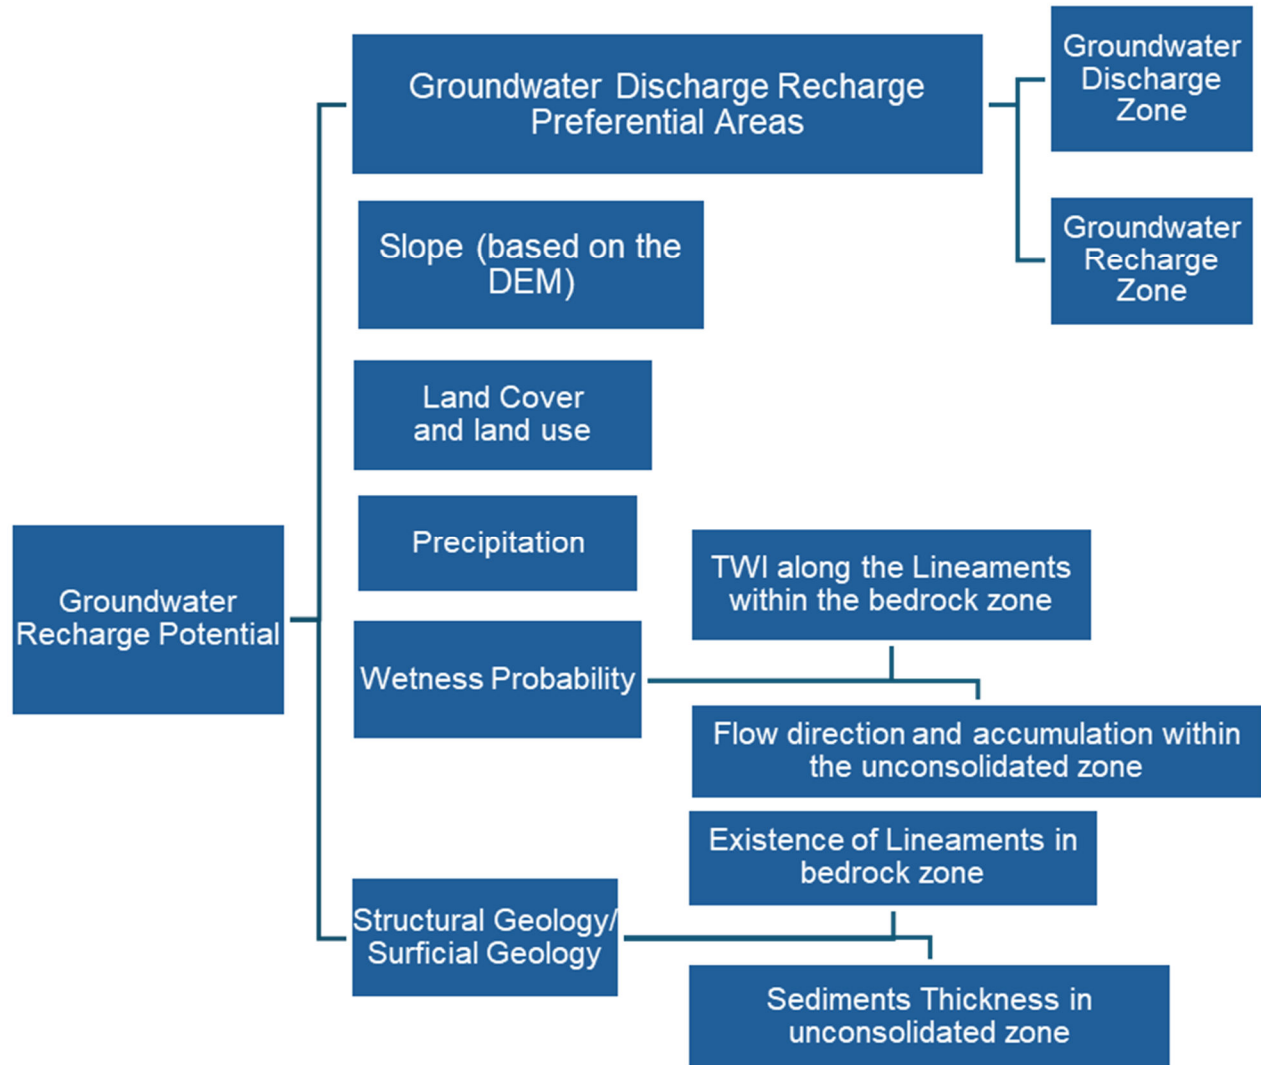 Groundwater
Recharge Potential
Groundwater Discharge Recharge
Preferential Areas
Groundwater
Discharge
Zone
Groundwater
Recharge
Zone
Slope (based on the
DEM)
Land Cover
and land use
Precipitation
Wetness Probability
TWI along the Lineaments
within the bedrock zone
Flow direction and accumulation within
the unconsolidated zone
Structural Geology/
Surficial Geology
Existence of Lineaments in
bedrock zone
Sediments Thickness in
unconsolidated zone